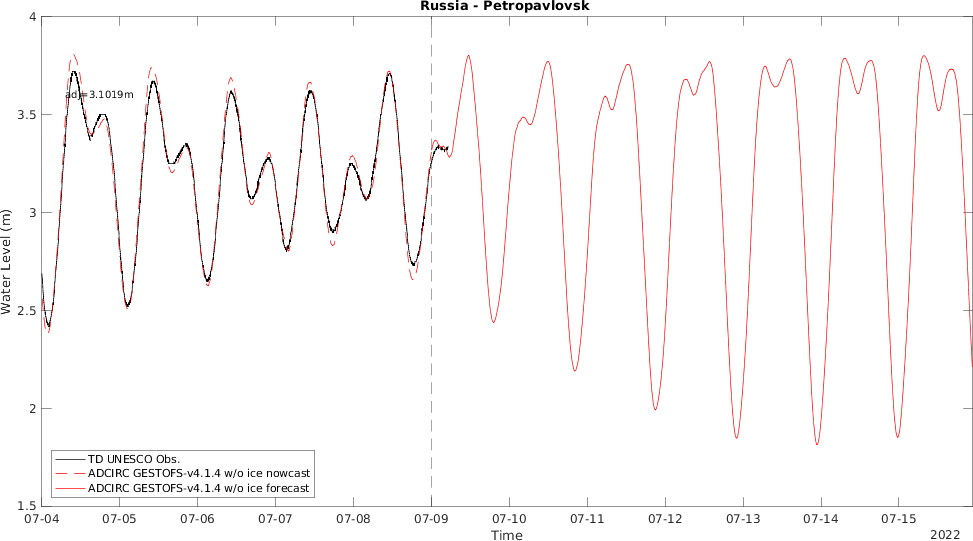 Russia - Petropavlovsk
4
3.5
3
2.5
2
1.5
Water Level (m)
adj=3.1019m
TD UNESCO Obs.
ADCIRC GESTOFS-v4.1.4 w/o ice nowcast
ADCIRC GESTOFS-v4.1.4 w/o ice forecast
07-04 07-05 07-06 07-07 07-08 07-09 07-10 07-11 07-12 07-13 07-14 07-15
Time
2022